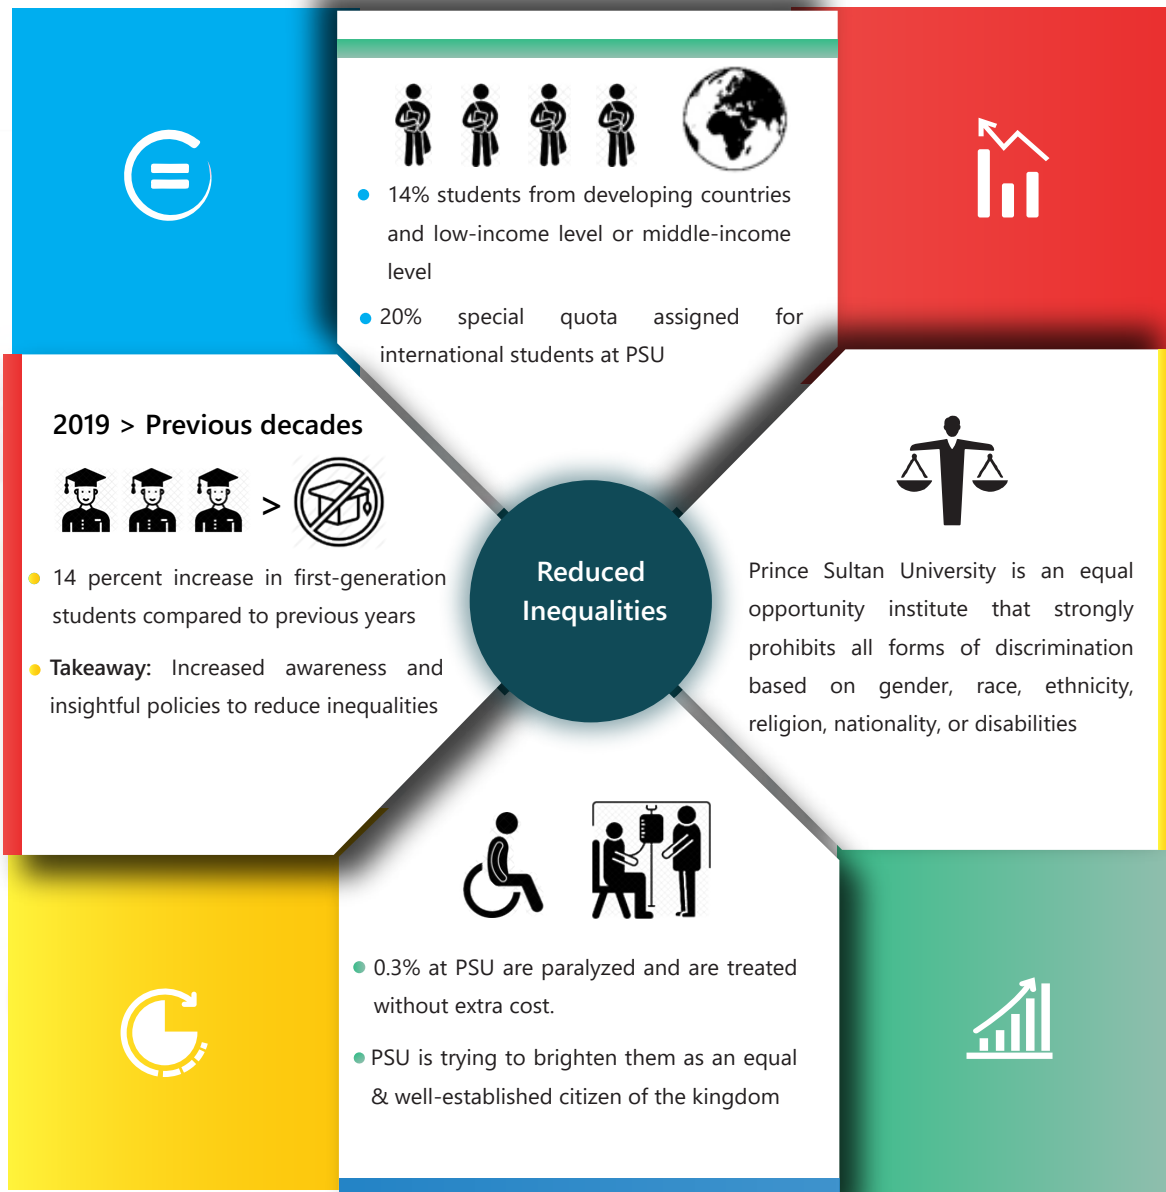 14% students from developing countries
and low-income level or middle-income
level
20% special quota assigned for
international students at PSU
2019 > Previous decades
>
14 percent increase in first-generation
students compared to previous years
Takeaway: Increased awareness and
insightful policies to reduce inequalities
Reduced
Inequalities
Prince Sultan University is an equal
opportunity institute that strongly
prohibits all forms of discrimination
based on gender, race, ethnicity,
religion, nationality, or disabilities
0.3% at PSU are paralyzed and are treated
without extra cost.
PSU is trying to brighten them as an equal
& well-established citizen of the kingdom